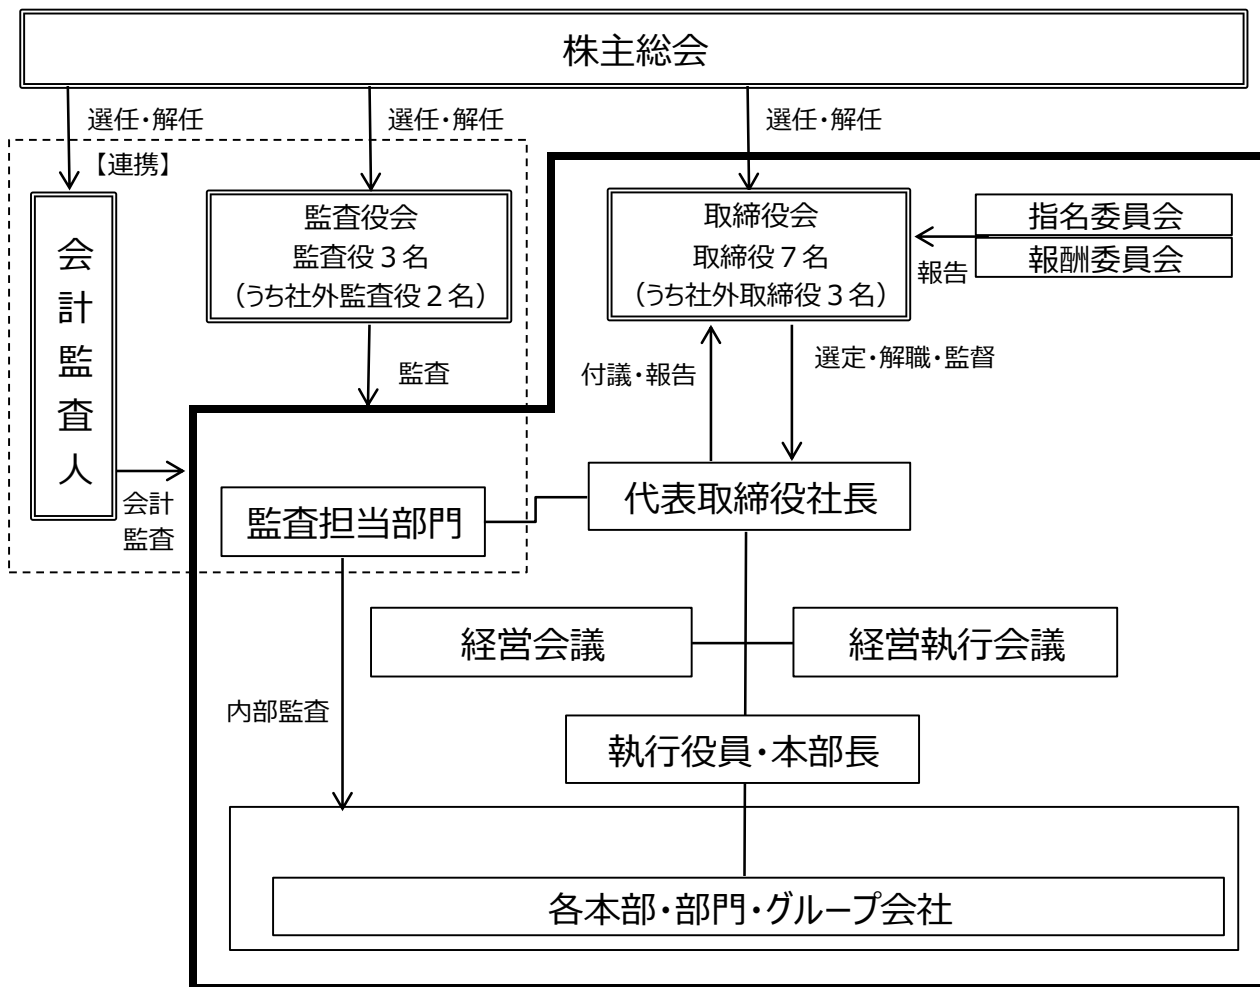 株主総会
選任・解任
選任・解任
選任・解任
【連携】
会計監査人
監査役会
監査役3名
(うち社外監査役2名)
取締役会
取締役7名
(うち社外取締役3名)
指名委員会
報酬委員会
報告
監査
付議・報告
選定・解職・監督
会計
監査
監査担当部門
代表取締役社長
経営会議
経営執行会議
内部監査
執行役員・本部長
各本部・部門・グループ会社